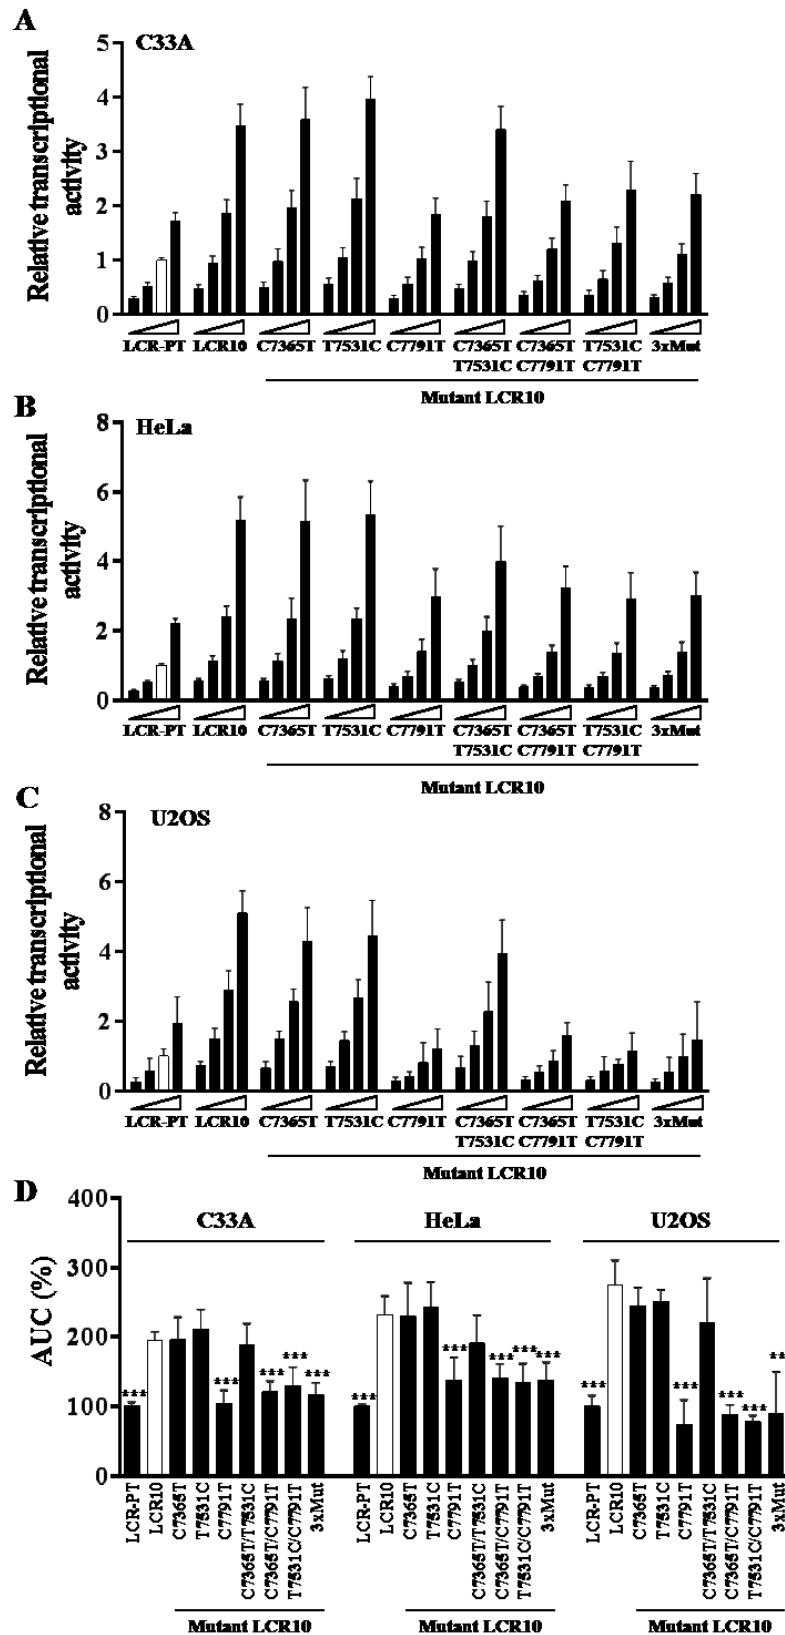 A
C33A
Relative transcriptional
activity
5
4
3
2
1
0
LCR-PT LCR10 C7365T T7531C C7791T C7365T C7365T T7531C 3xMut
T7531C C7791T C7791T
Mutant LCR10
B
HeLa
Relative transcriptional
activity
8
6
4
2
0
LCR-PT LCR10 C7365T T7531C C7791T C7365T C7365T T7531C 3xMut
T7531C C7791T C7791T
Mutant LCR10
C
U2OS
Relative transcriptional
activity
8
6
4
2
0
LCR-PT LCR10 C7365T T7531C C7791T C7365T C7365T T7531C 3xMut
T7531C C7791T C7791T
Mutant LCR10
D
C33A HeLa U2OS
AUC (%)
400
300
200
100
0
*** *** *** *** ***
*** *** *** *** ***
*** *** *** *** **
LCR-PT
LCR10
C7365T
T7531C
C7791T
C7365T/T7531C
C7365T/C7791T
T7531C/C7791T
3xMut
LCR-PT
LCR10
C7365T
T7531C
C7791T
C7365T/T7531C
C7365T/C7791T
T7531C/C7791T
3xMut
LCR-PT
LCR10
C7365T
T7531C
C7791T
C7365T/T7531C
C7365T/C7791T
T7531C/C7791T
3xMut
Mutant LCR10 Mutant LCR10 Mutant LCR10